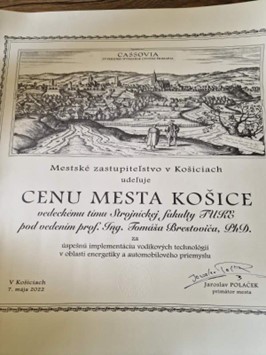 CASSOVIA
Mestské zastupiteľstvo v Košiciach
udeľuje
CENU MESTA KOŠICE
vedeckému tímu Strojníckej fakulty TUKE
pod vedením prof. Ing. Tomáša Brestoviča, PhD.
za
úspešnú implementáciu vodíkových technológií
v oblasti energetiky a automobilového priemyslu
V Košiciach
7. mája 2022
Jaroslav POLAČEK
primátor mesta